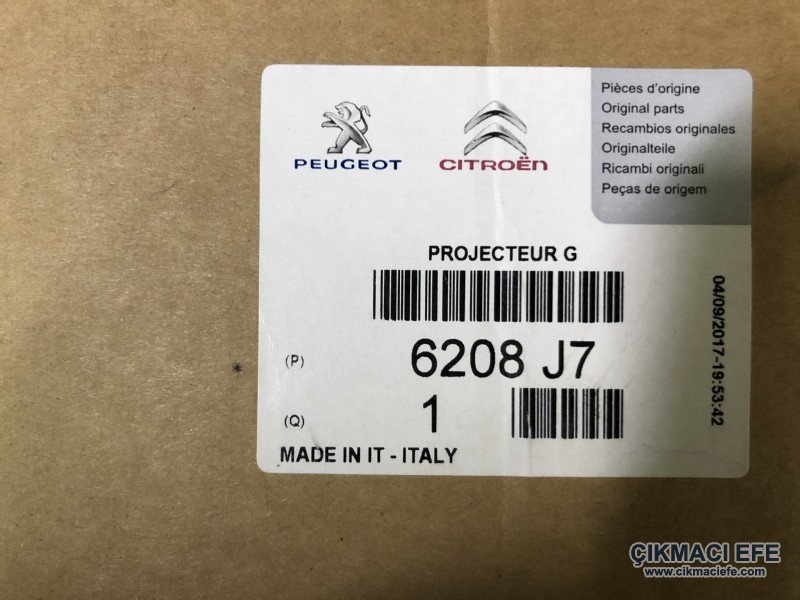 PEUGEOT
CITROËN
Pièces d'origine
Original parts
Recambios originales
Originalteile
Ricambi originali
Peças de origem
PROJECTEUR G
(P) 6208 J7
(Q) 1
MADE IN IT - ITALY
04/09/2017-19:53:42
ÇIKMACI EFE
www.cikmaciefe.com